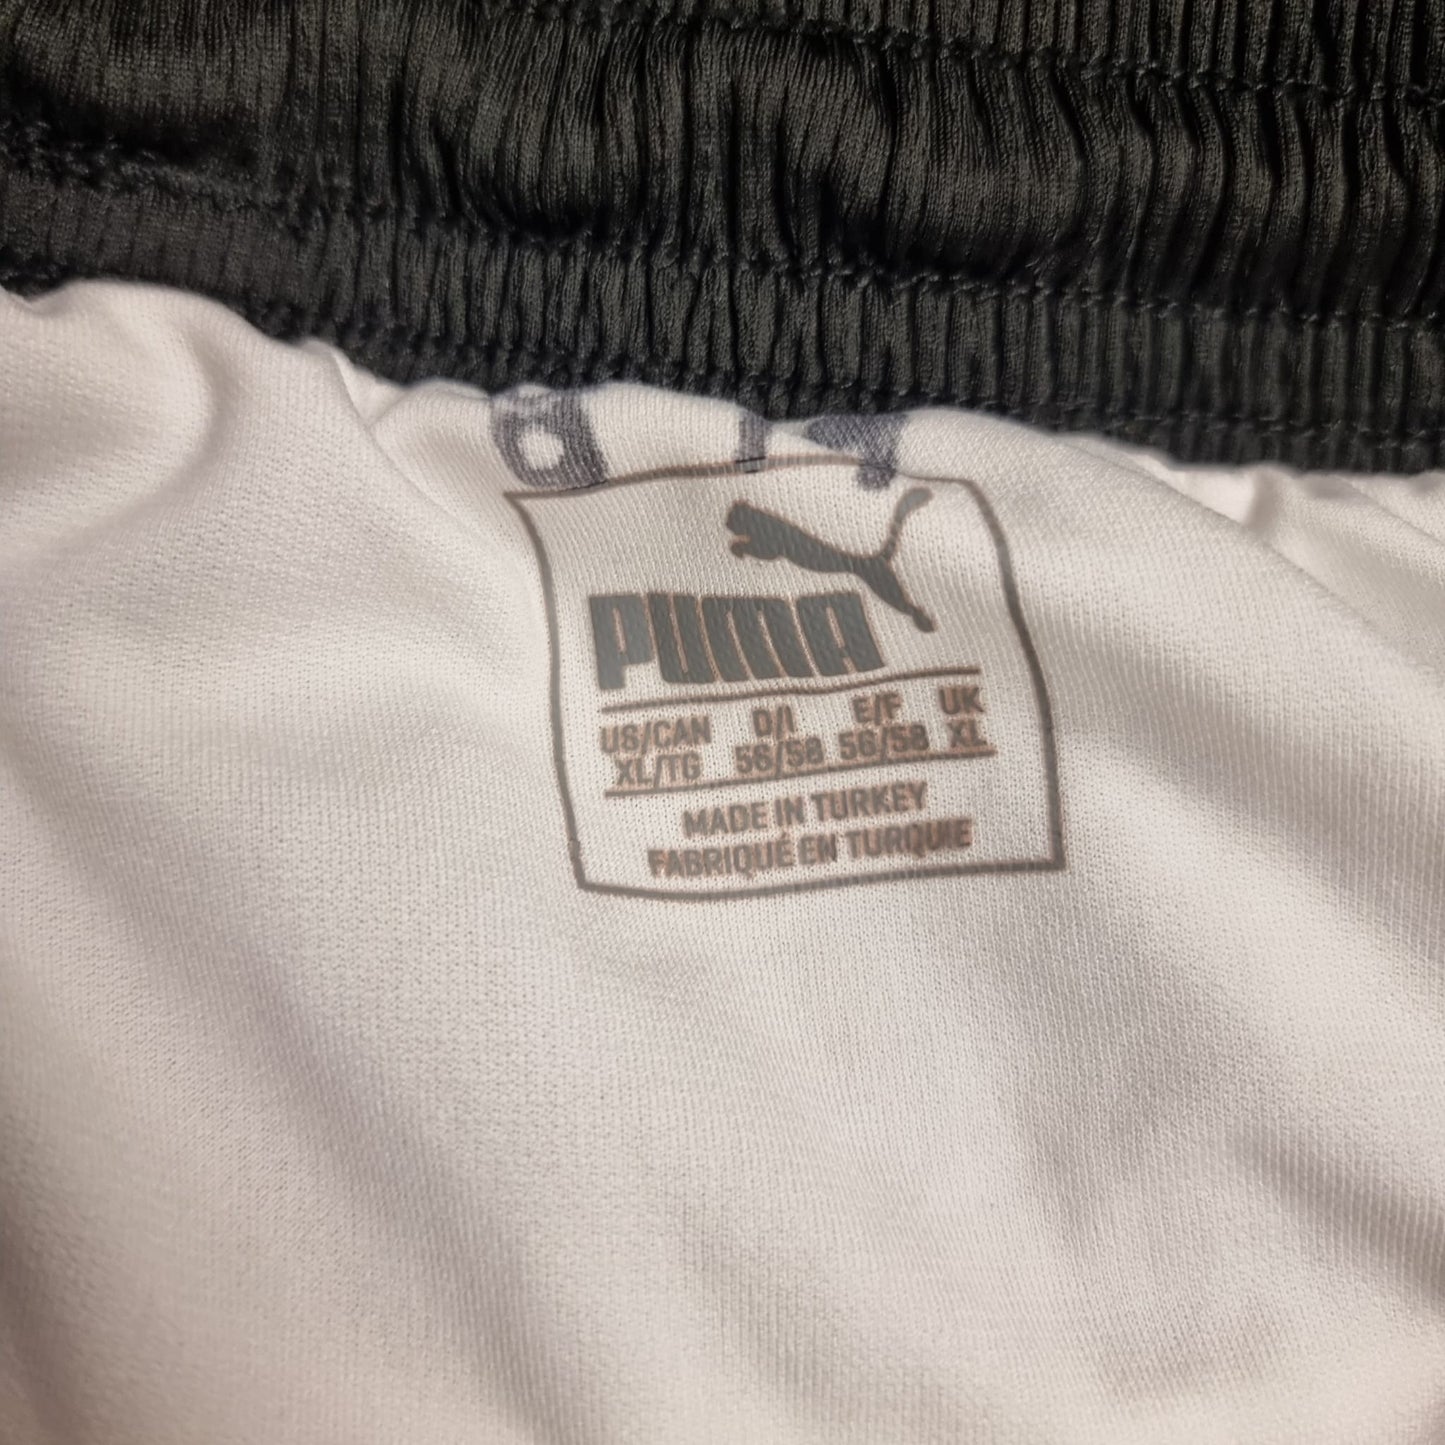 PUMA
US/CAN D/I E/F UK
XL/TG 56/58 56/58 XL
MADE IN TURKEY
FABRIQUÉ EN TURQUIE